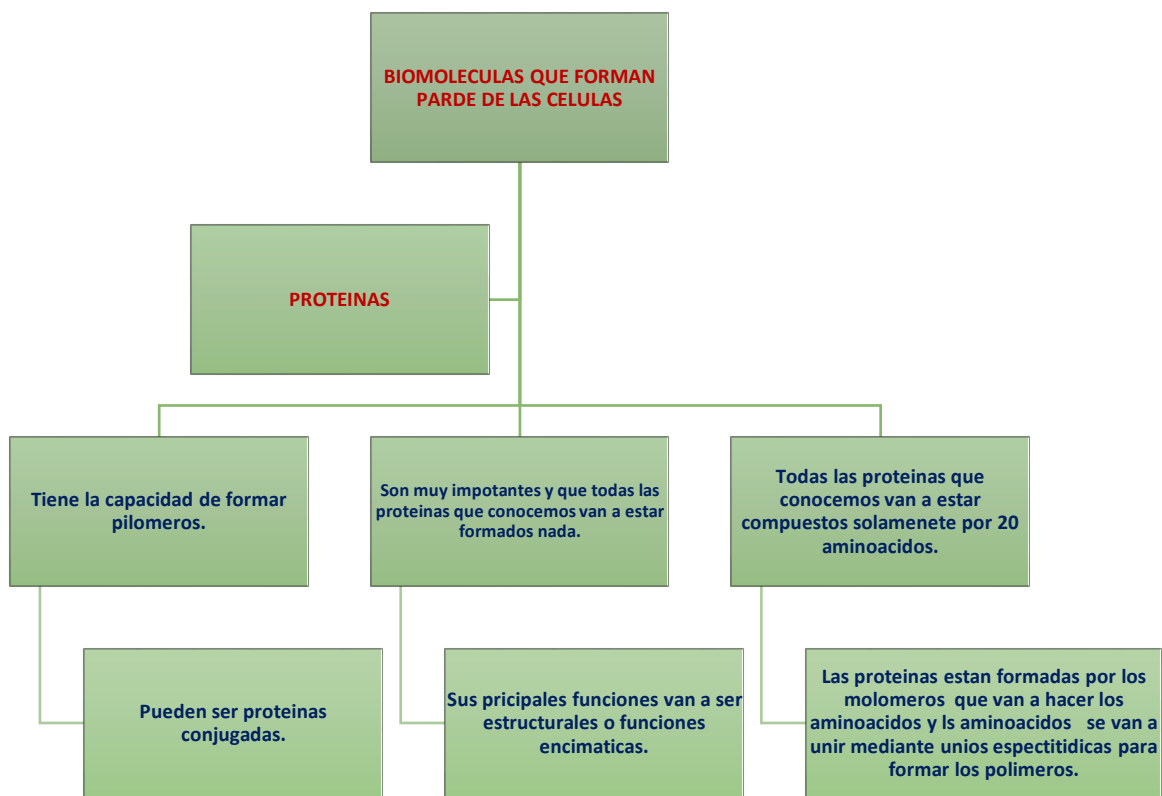 BIOMOLECULAS QUE FORMAN
PARDE DE LAS CELULAS
PROTEINAS
Tiene la capacidad de formar
pilomeros.
Son muy impotantes y que todas las
proteinas que conocemos van a estar
formados nada.
Todas las proteinas que
conocemos van a estar
compuestos solamenete por 20
aminoacidos.
Pueden ser proteinas
conjugadas.
Sus pricipales funciones van a ser
estructurales o funciones
encimaticas.
Las proteinas estan formadas por los
molomeros que van a hacer los
aminoacidos y ls aminoacidos se van a
unir mediante unios espectitidicas para
formar los polimeros.